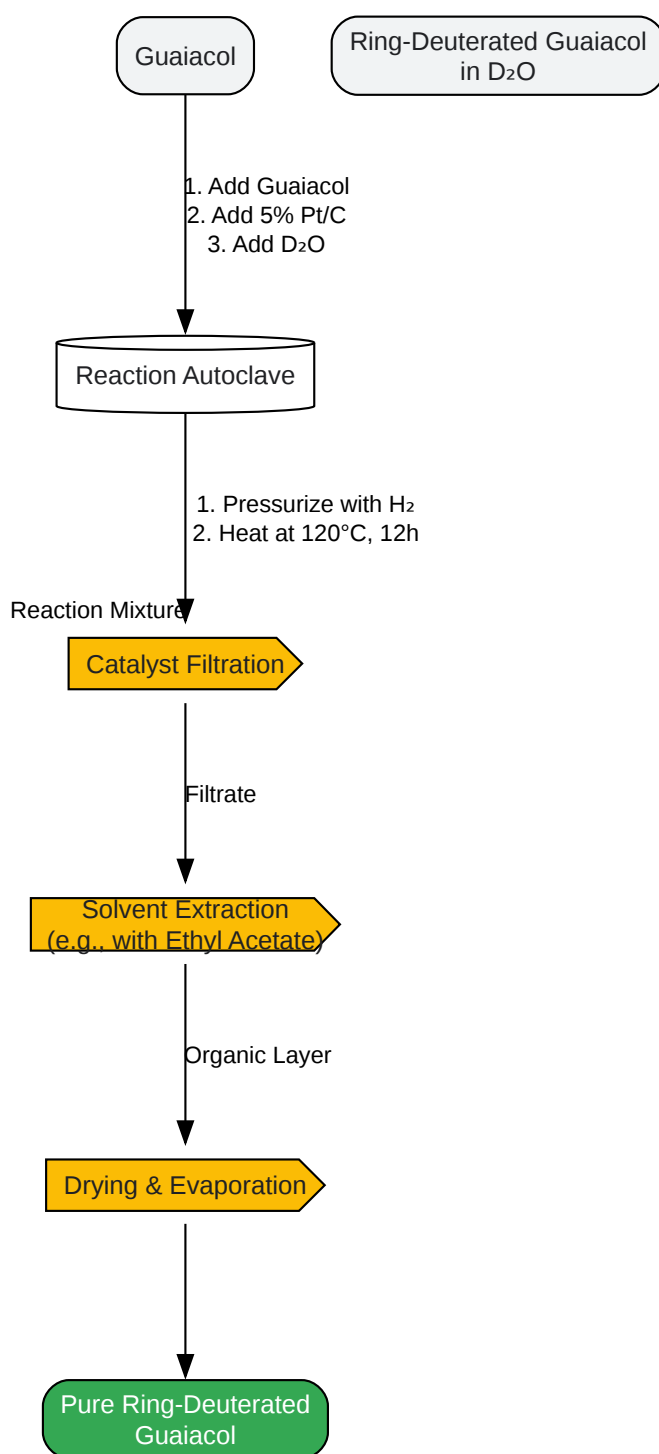 Guaiacol
Ring-Deuterated Guaiacol
in D₂O
1. Add Guaiacol
2. Add 5% Pt/C
3. Add D₂O
Reaction Autoclave
1. Pressurize with H₂
2. Heat at 120°C, 12h
Reaction Mixture
Catalyst Filtration
Filtrate
Solvent Extraction
(e.g., with Ethyl Acetate)
Organic Layer
Drying & Evaporation
Pure Ring-Deuterated
Guaiacol